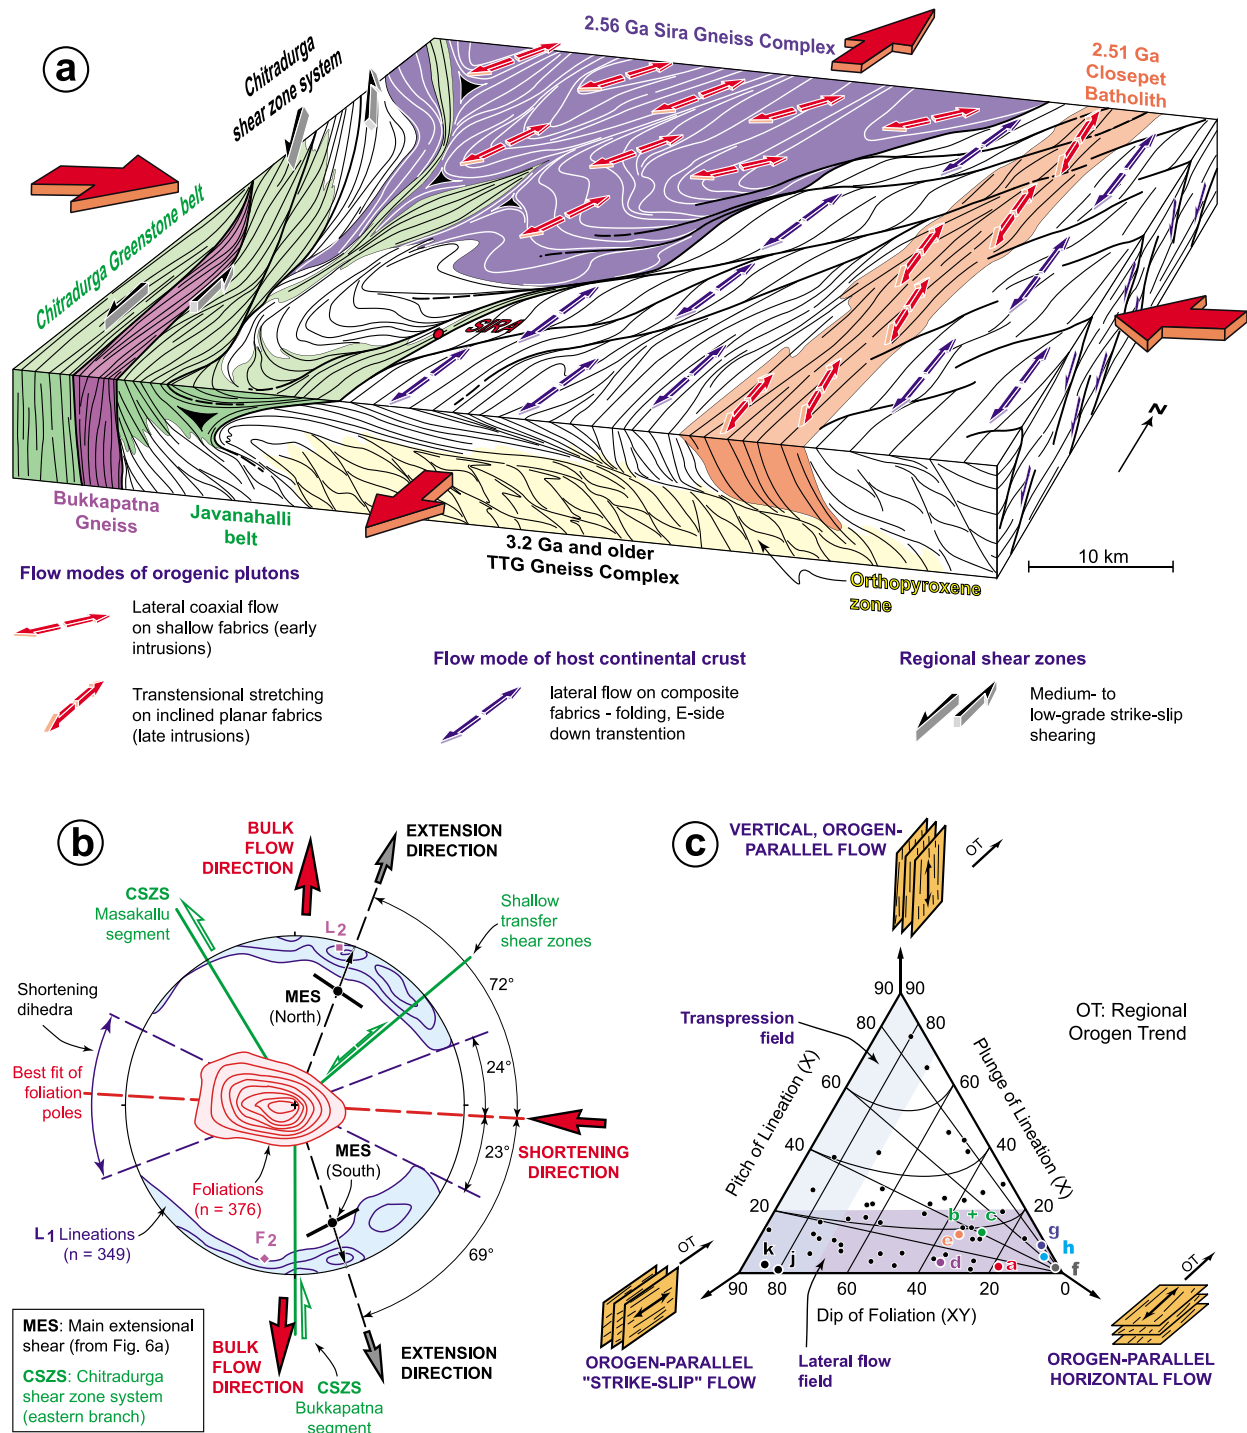 a
Chitradurga
shear zone system
2.56 Ga Sira Gneiss Complex
2.51 Ga
Closepet
Batholith
Chitradurga Greenstone belt
SIRA
N
Bukkapatna
Gneiss
Javanahalli
belt
3.2 Ga and older
TTG Gneiss Complex
Orthopyroxene
zone
10 km
Flow modes of orogenic plutons
Lateral coaxial flow
on shallow fabrics (early
intrusions)
Transtensional stretching
on inclined planar fabrics
(late intrusions)
Flow mode of host continental crust
lateral flow on composite
fabrics - folding, E-side
down transtention
Regional shear zones
Medium- to
low-grade strike-slip
shearing
b
BULK
FLOW
DIRECTION
EXTENSION
DIRECTION
CSZS
Masakallu
segment
L2
Shallow
transfer
shear zones
72°
MES
(North)
Shortening
dihedra
24°
Best fit of
foliation
poles
SHORTENING
DIRECTION
23°
MES
(South)
Foliations
(n = 376)
L1 Lineations
(n = 349)
F2
69°
MES: Main extensional
shear (from Fig. 6a)
CSZS: Chitradurga
shear zone system
(eastern branch)
BULK
FLOW
DIRECTION
CSZS
Bukkapatna
segment
EXTENSION
DIRECTION
c
VERTICAL, OROGEN-
PARALLEL FLOW
OT
OT: Regional
Orogen Trend
Transpression
field
Pitch of Lineation (X)
Plunge of Lineation (X)
90 90
80 80
60 60
40 40
20 20
b + c
e
d
a
g
h
f
k
j
90 80 60 40 20 0
Dip of Foliation (XY)
OT
OT
OROGEN-PARALLEL
"STRIKE-SLIP" FLOW
Lateral flow
field
OROGEN-PARALLEL
HORIZONTAL FLOW